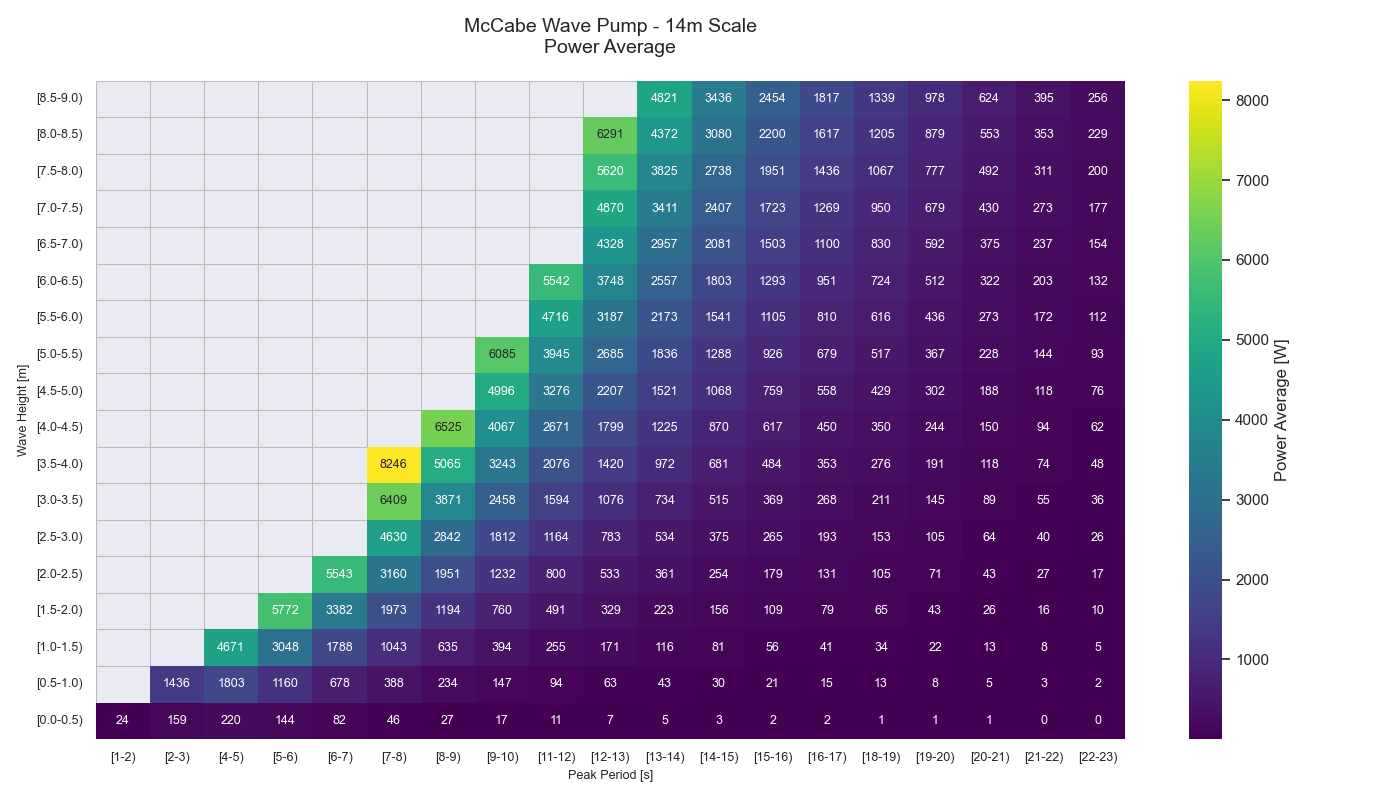 McCabe Wave Pump - 14m Scale
Power Average
[8.5-9.0) 4821 3436 2454 1817 1339 978 624 395 256
[8.0-8.5) 6291 4372 3080 2200 1617 1205 879 553 353 229
[7.5-8.0) 5620 3825 2738 1951 1436 1067 777 492 311 200
[7.0-7.5) 4870 3411 2407 1723 1269 950 679 430 273 177
[6.5-7.0) 4328 2957 2081 1503 1100 830 592 375 237 154
[6.0-6.5) 5542 3748 2557 1803 1293 951 724 512 322 203 132
[5.5-6.0) 4716 3187 2173 1541 1105 810 616 436 273 172 112
[5.0-5.5) 6085 3945 2685 1836 1288 926 679 517 367 228 144 93
[4.5-5.0) 4996 3276 2207 1521 1068 759 558 429 302 188 118 76
[4.0-4.5) 6525 4067 2671 1799 1225 870 617 450 350 244 150 94 62
[3.5-4.0) 8246 5065 3243 2076 1420 972 681 484 353 276 191 118 74 48
[3.0-3.5) 6409 3871 2458 1594 1076 734 515 369 268 211 145 89 55 36
[2.5-3.0) 4630 2842 1812 1164 783 534 375 265 193 153 105 64 40 26
[2.0-2.5) 5543 3160 1951 1232 800 533 361 254 179 131 105 71 43 27 17
[1.5-2.0) 5772 3382 1973 1194 760 491 329 223 156 109 79 65 43 26 16 10
[1.0-1.5) 4671 3048 1788 1043 635 394 255 171 116 81 56 41 34 22 13 8 5
[0.5-1.0) 1436 1803 1160 678 388 234 147 94 63 43 30 21 15 13 8 5 3 2
[0.0-0.5) 24 159 220 144 82 46 27 17 11 7 5 3 2 2 1 1 1 0 0
[1-2) [2-3) [4-5) [5-6) [6-7) [7-8) [8-9) [9-10) [11-12) [12-13) [13-14) [14-15) [15-16) [16-17) [18-19) [19-20) [20-21) [21-22) [22-23)
Peak Period [s]
Wave Height [m]
8000
7000
6000
5000
4000
3000
2000
1000
Power Average [W]